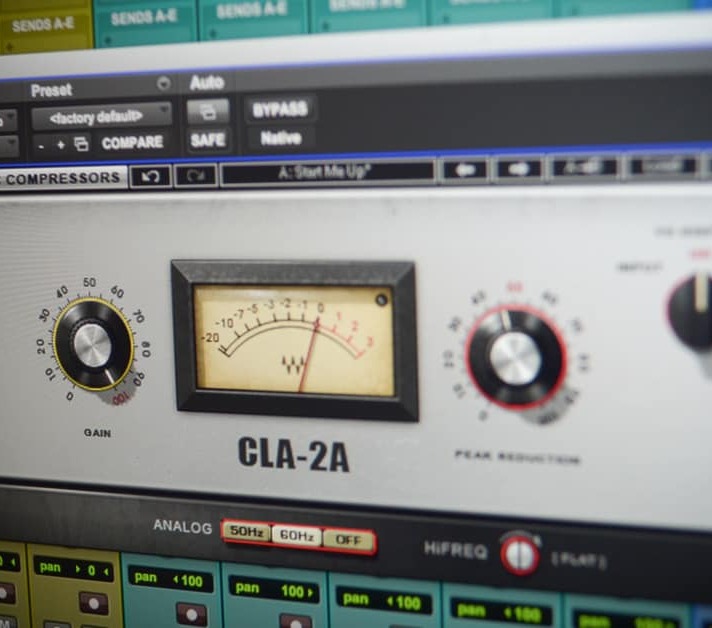 SENDS A-E
SENDS A-E
SENDS A-E
SENDS A-E
Preset
Auto
<factory default>
BYPASS
- + COMPARE
SAFE
Native
COMPRESSORS
A: Start Me Up*
0 10 20 30 40 50 60 70 80 90 100
GAIN
-20 -10 -7 -5 -3 -2 -1 0 1 2 3
CLA-2A
PEAK REDUCTION
INPUT
ANALOG
50Hz 60Hz OFF
HiFREQ
[FLAT]
pan 0
pan 100
pan 100
pan 100
pan 100